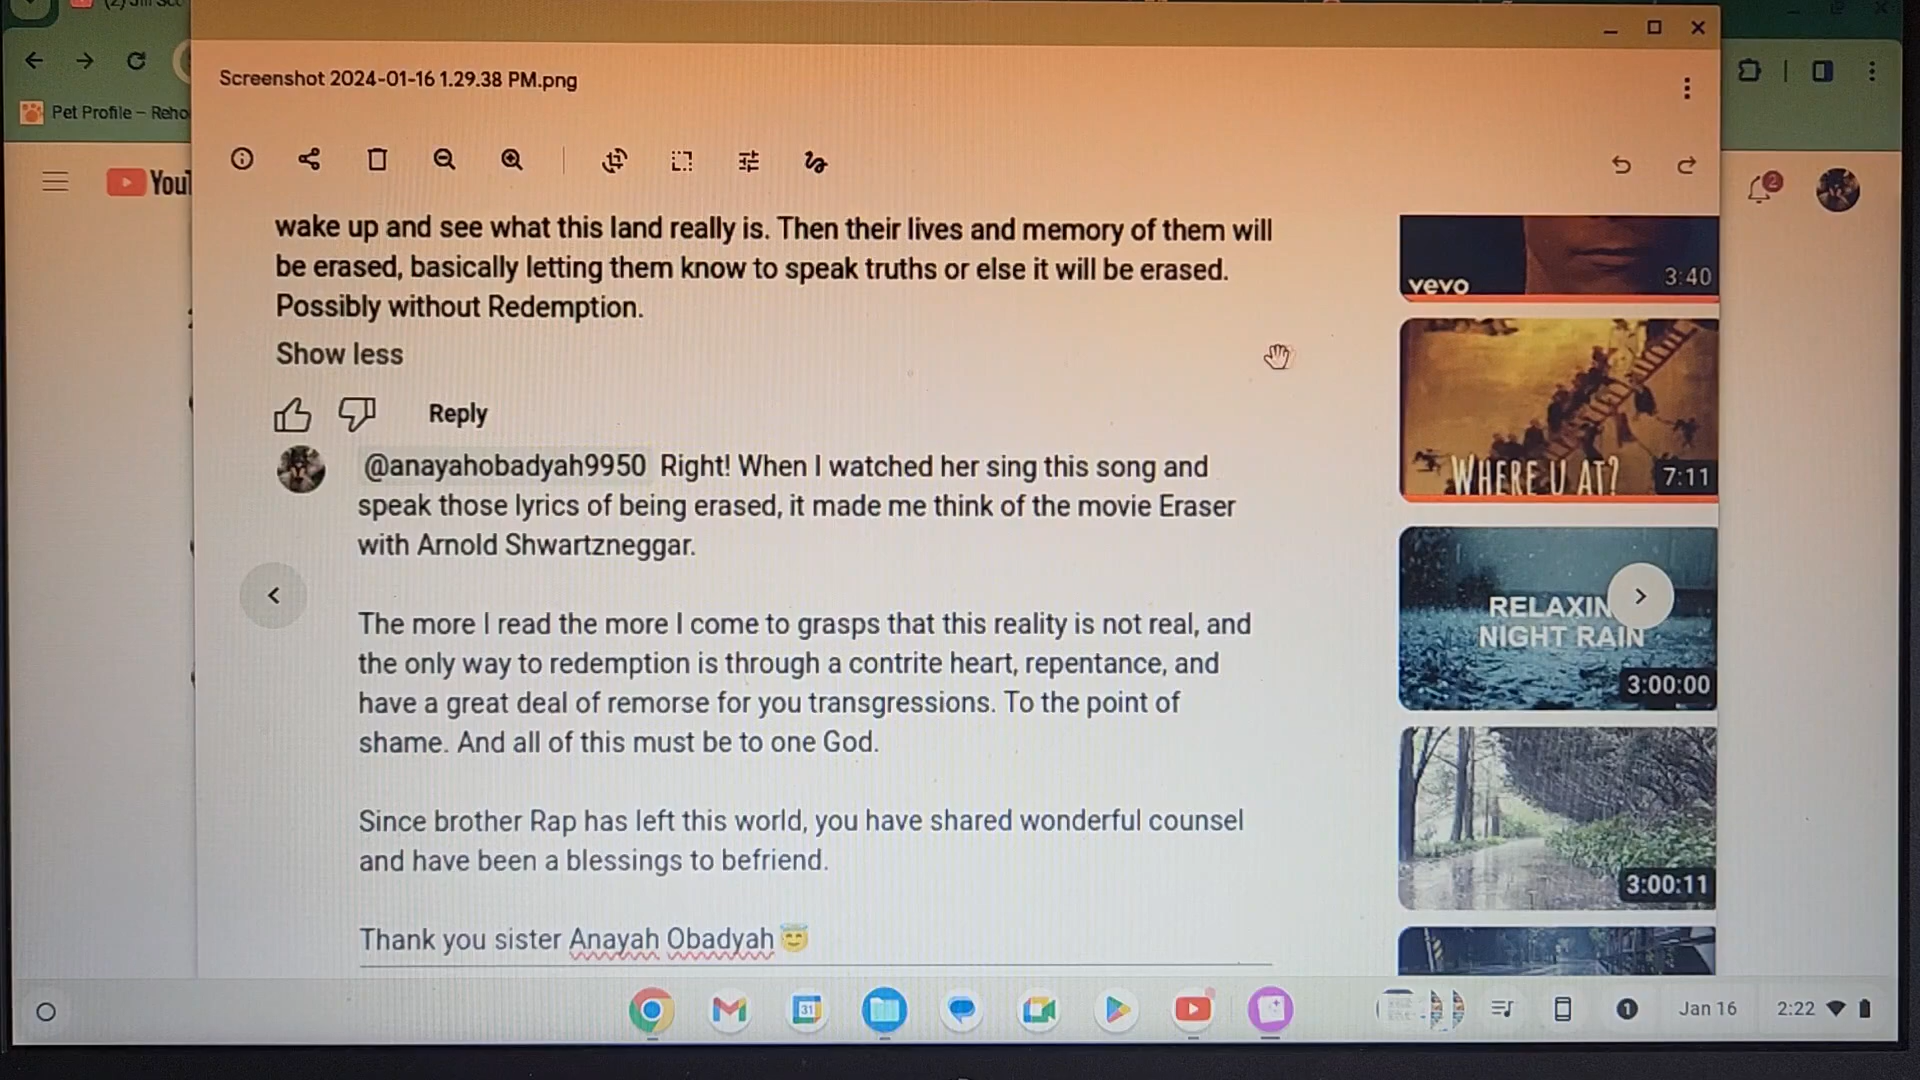 (2) Jill Sc
Screenshot 2024-01-16 1.29.38 PM.png
Pet Profile – Reho
You
2
wake up and see what this land really is. Then their lives and memory of them will
be erased, basically letting them know to speak truths or else it will be erased.
Possibly without Redemption.
Show less
Reply
@anayahobadyah9950 Right! When I watched her sing this song and
speak those lyrics of being erased, it made me think of the movie Eraser
with Arnold Shwartzneggar.
The more I read the more I come to grasps that this reality is not real, and
the only way to redemption is through a contrite heart, repentance, and
have a great deal of remorse for you transgressions. To the point of
shame. And all of this must be to one God.
Since brother Rap has left this world, you have shared wonderful counsel
and have been a blessings to befriend.
Thank you sister Anayah Obadyah 😇
vevo
3:40
WHERE U AT?
7:11
RELAXIN
NIGHT RAIN
3:00:00
3:00:11
31
1
Jan 16
2:22